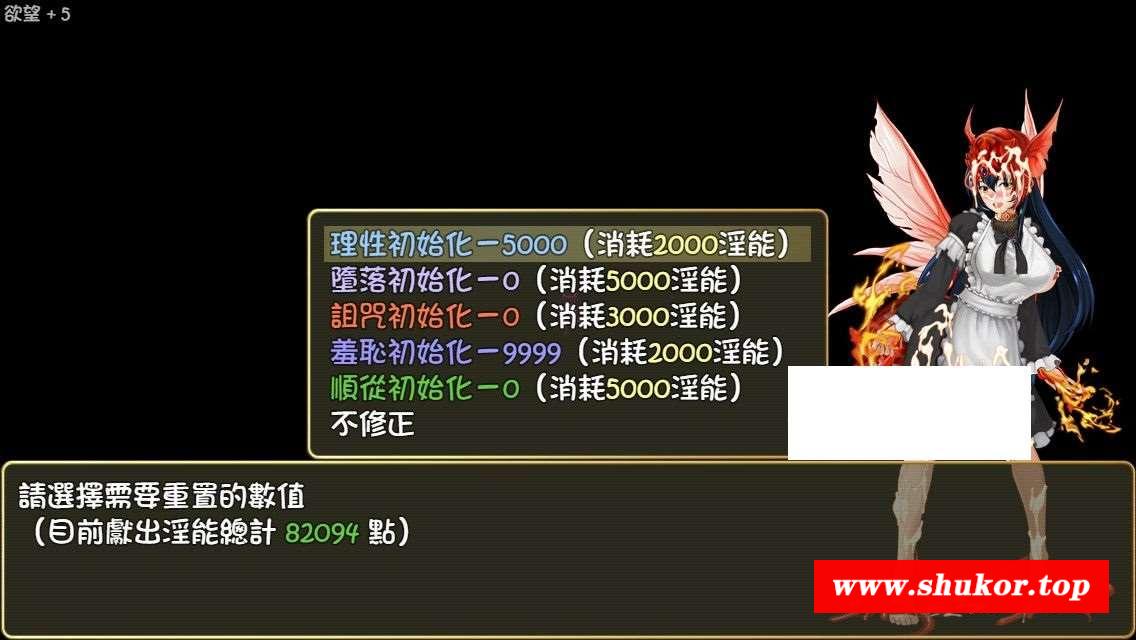 欲望 + 5
理性初始化－5000（消耗2000淫能）
墮落初始化－0（消耗5000淫能）
詛咒初始化－0（消耗3000淫能）
羞恥初始化－9999（消耗2000淫能）
順從初始化－0（消耗5000淫能）
不修正
請選擇需要重置的數值
（目前獻出淫能總計 82094 點）
www.shukor.top